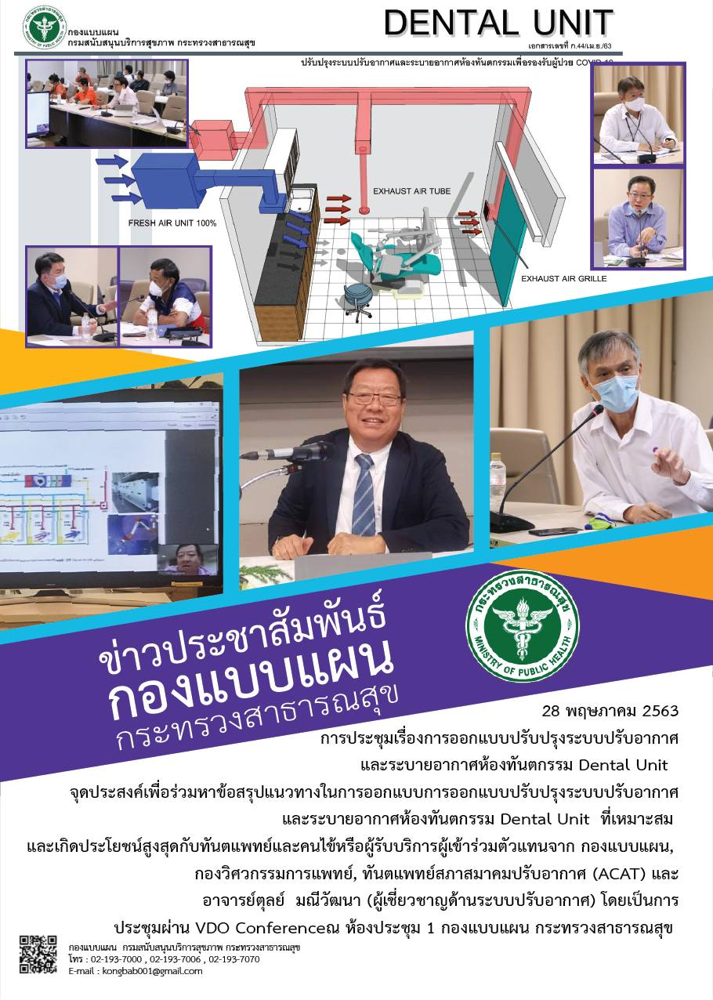 DENTAL UNIT
กองแบบแผน
กรมสนับสนุนบริการสุขภาพ กระทรวงสาธารณสุข
เอกสารเลขที่ ก.44/เม.ย./63
ปรับปรุงระบบปรับอากาศและระบายอากาศห้องทันตกรรมเพื่อรองรับผู้ป่วย COVID-19
EXHAUST AIR TUBE
FRESH AIR UNIT 100%
EXHAUST AIR GRILLE
กระทรวงสาธารณสุข
MINISTRY OF PUBLIC HEALTH
ข่าวประชาสัมพันธ์
กองแบบแผน
กระทรวงสาธารณสุข
28 พฤษภาคม 2563
การประชุมเรื่องการออกแบบปรับปรุงระบบปรับอากาศ
และระบายอากาศห้องทันตกรรม Dental Unit
จุดประสงค์เพื่อร่วมหาข้อสรุปแนวทางในการออกแบบการออกแบบปรับปรุงระบบปรับอากาศ
และระบายอากาศห้องทันตกรรม Dental Unit ที่เหมาะสม
และเกิดประโยชน์สูงสุดกับทันตแพทย์และคนไข้หรือผู้รับบริการผู้เข้าร่วมตัวแทนจาก กองแบบแผน,
กองวิศวกรรมการแพทย์, ทันตแพทย์สภาสมาคมปรับอากาศ (ACAT) และ
อาจารย์ตุลย์ มณีวัฒนา (ผู้เชี่ยวชาญด้านระบบปรับอากาศ) โดยเป็นการ
ประชุมผ่าน VDO Conferenceณ ห้องประชุม 1 กองแบบแผน กระทรวงสาธารณสุข
กองแบบแผน กรมสนับสนุนบริการสุขภาพ กระทรวงสาธารณสุข
โทร : 02-193-7000 , 02-193-7006 , 02-193-7070
E-mail : kongbab001@gmail.com